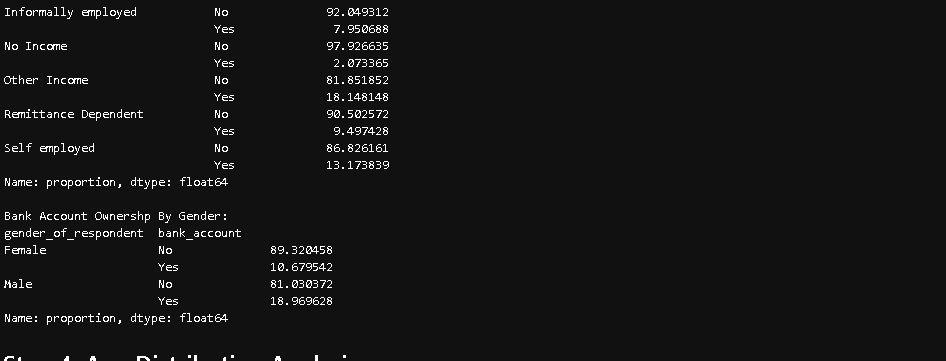 Informally employed No 92.049312
Yes 7.950688
No Income No 97.926635
Yes 2.073365
Other Income No 81.851852
Yes 18.148148
Remittance Dependent No 90.502572
Yes 9.497428
Self employed No 86.826161
Yes 13.173839
Name: proportion, dtype: float64
Bank Account Ownershp By Gender:
gender_of_respondent bank_account
Female No 89.320458
Yes 10.679542
Male No 81.030372
Yes 18.969628
Name: proportion, dtype: float64